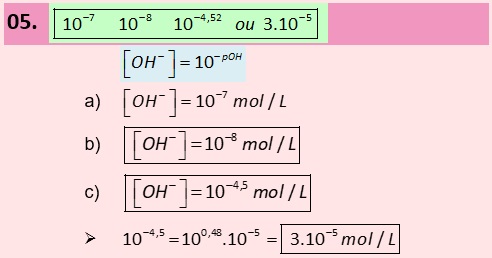 05. 10⁻⁷ 10⁻⁸ 10⁻⁴,⁵² ou 3.10⁻⁵
[OH⁻] = 10⁻ᵖᴼᴴ
a) [OH⁻] = 10⁻⁷ mol / L
b) [OH⁻] = 10⁻⁸ mol / L
c) [OH⁻] = 10⁻⁴,⁵ mol / L
➢ 10⁻⁴,⁵ = 10⁰,⁴⁸.10⁻⁵ = 3.10⁻⁵ mol / L